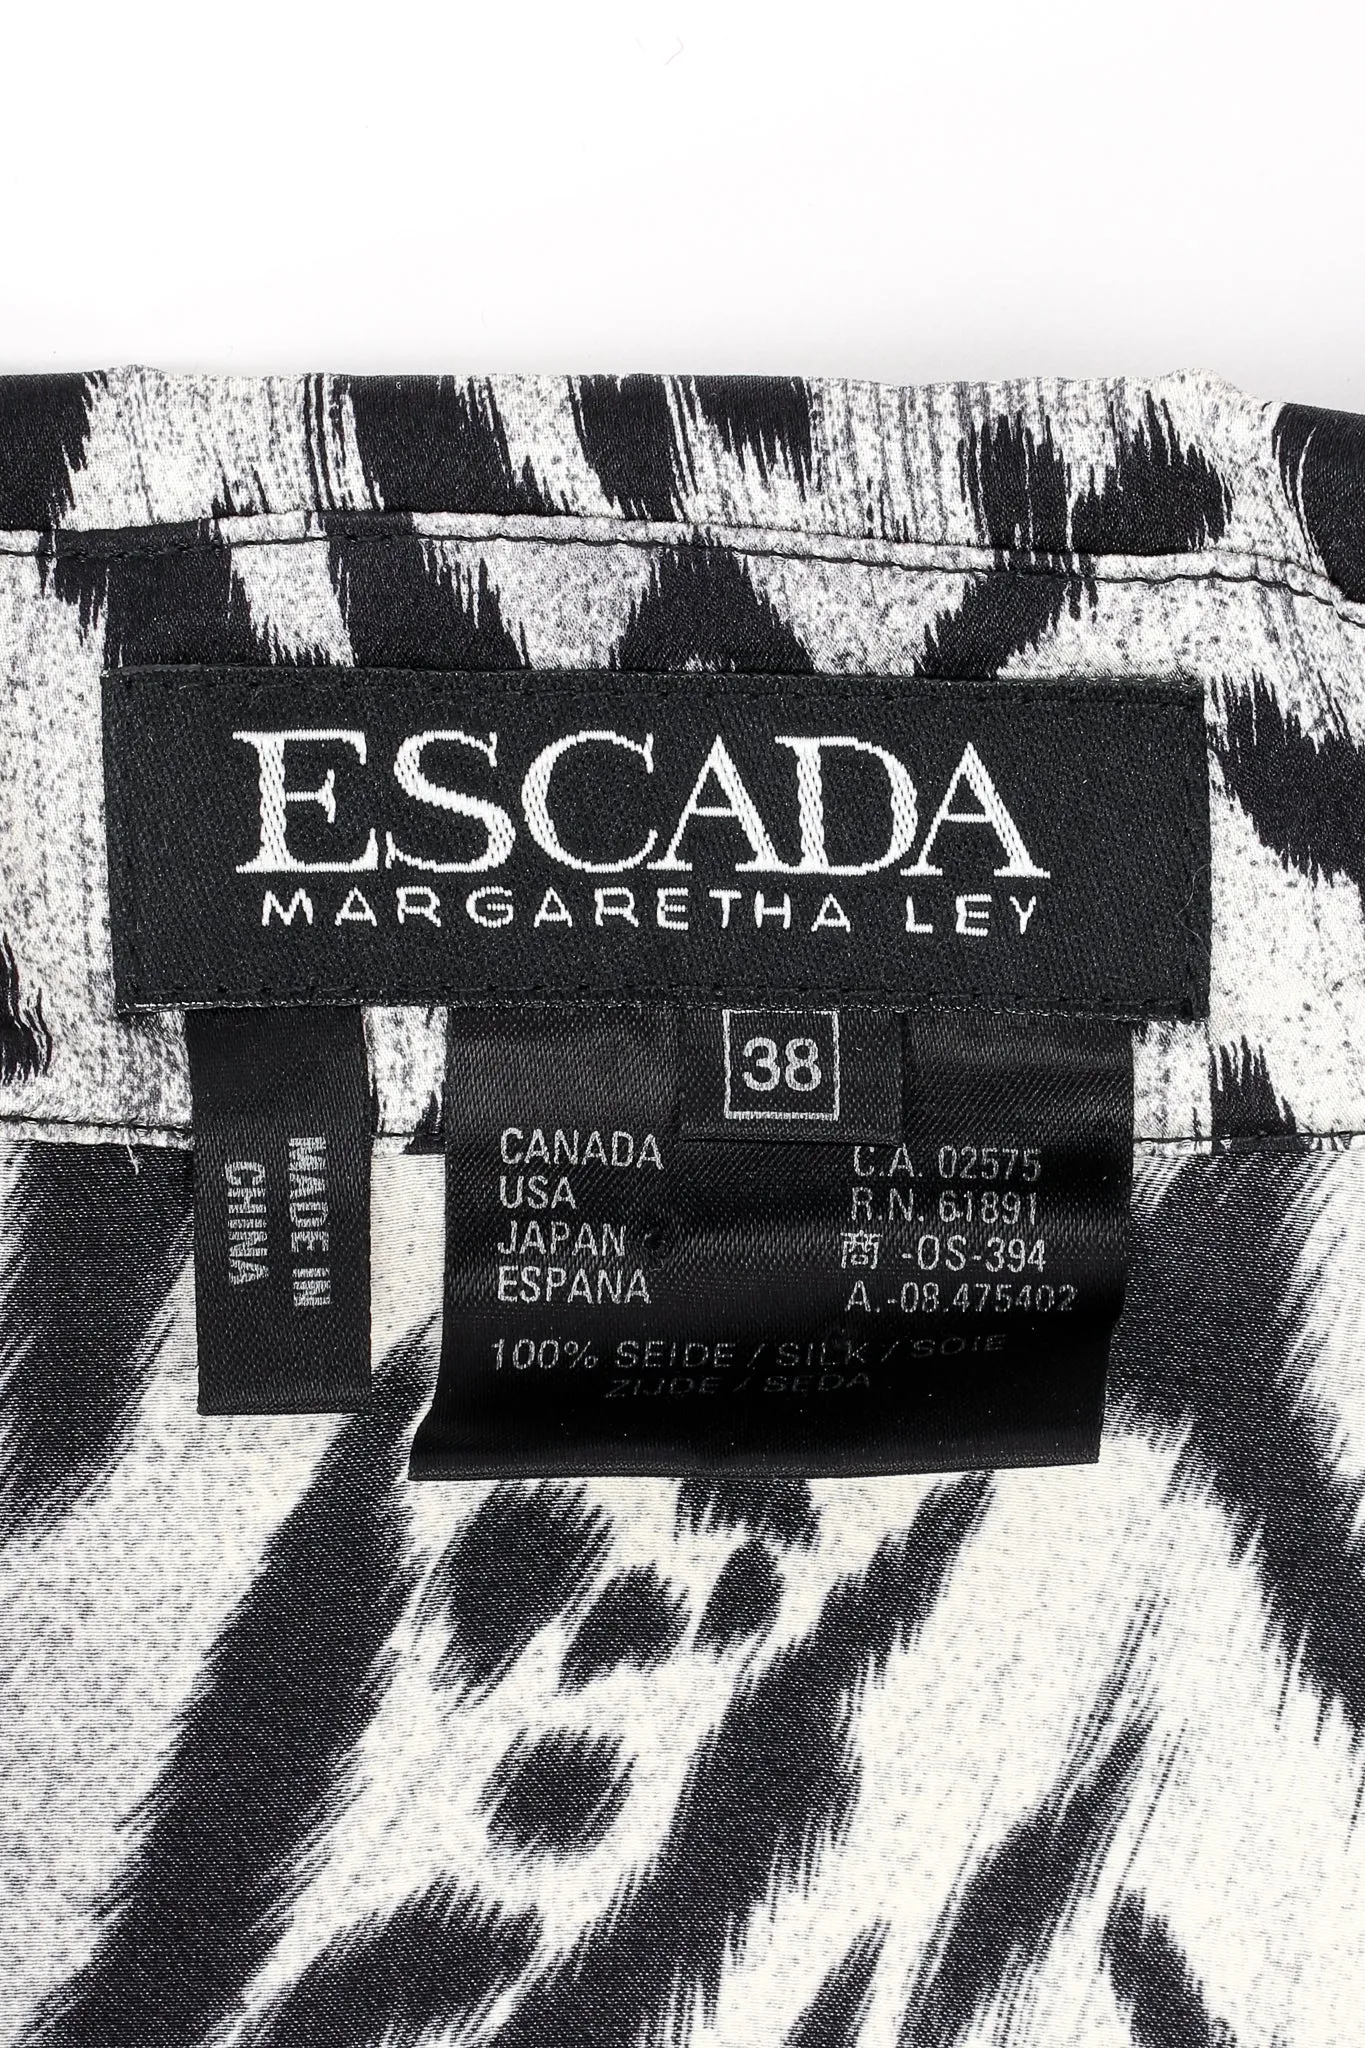 ESCADA
MARGARETHA LEY
38
MADE IN
CHINA
CANADA C.A. 02575
USA R.N. 61891
JAPAN 商 -OS-394
ESPANA A.-08.475402
100% SEIDE / SILK / SOIE
ZIJDE / SEDA